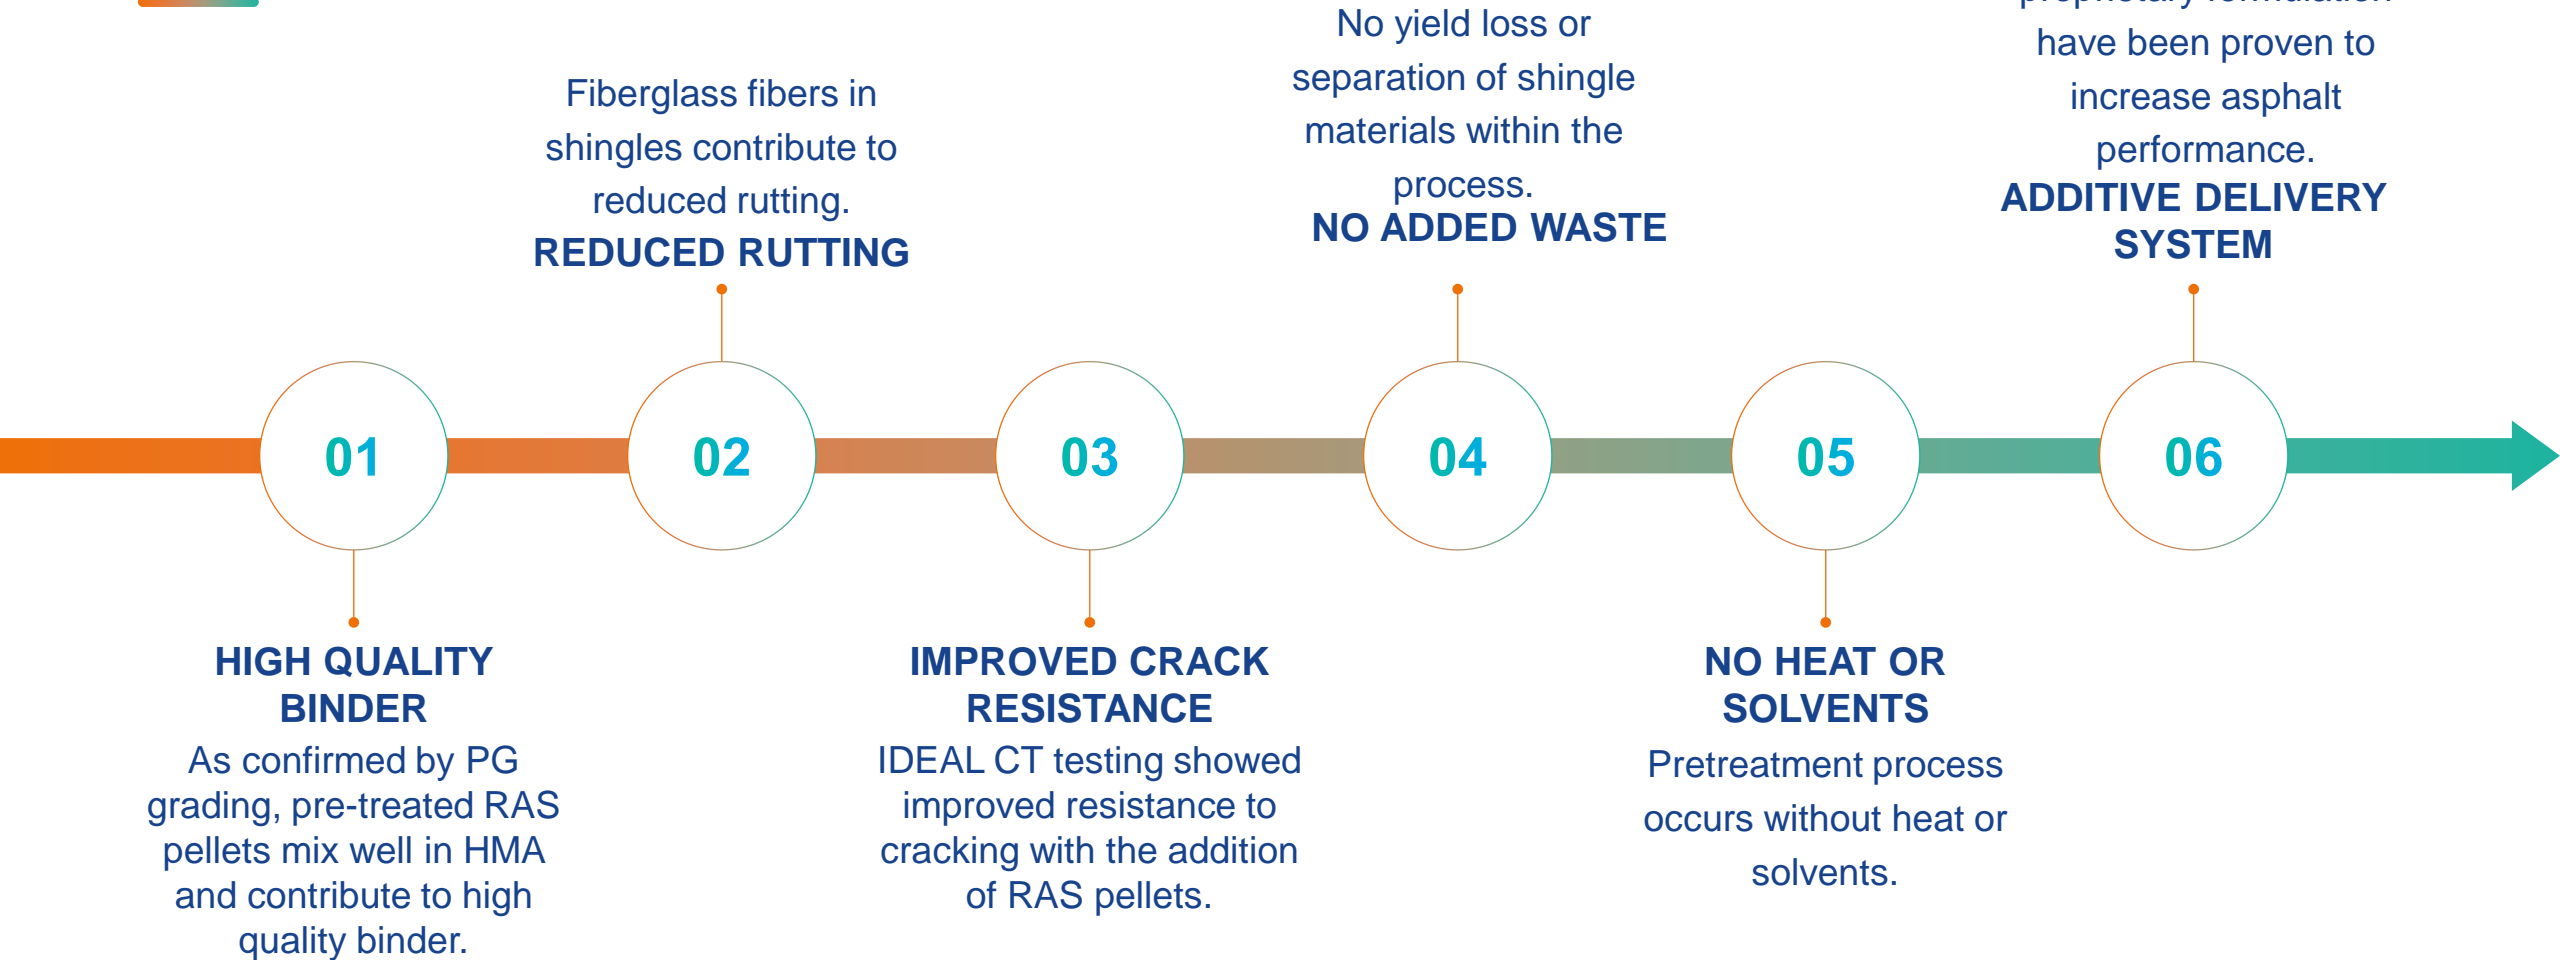 Fiberglass fibers in
shingles contribute to
reduced rutting.
REDUCED RUTTING
No yield loss or
separation of shingle
materials within the
process.
NO ADDED WASTE
proprietary formulation
have been proven to
increase asphalt
performance.
ADDITIVE DELIVERY
SYSTEM
01
02
03
04
05
06
HIGH QUALITY
BINDER
As confirmed by PG
grading, pre-treated RAS
pellets mix well in HMA
and contribute to high
quality binder.
IMPROVED CRACK
RESISTANCE
IDEAL CT testing showed
improved resistance to
cracking with the addition
of RAS pellets.
NO HEAT OR
SOLVENTS
Pretreatment process
occurs without heat or
solvents.